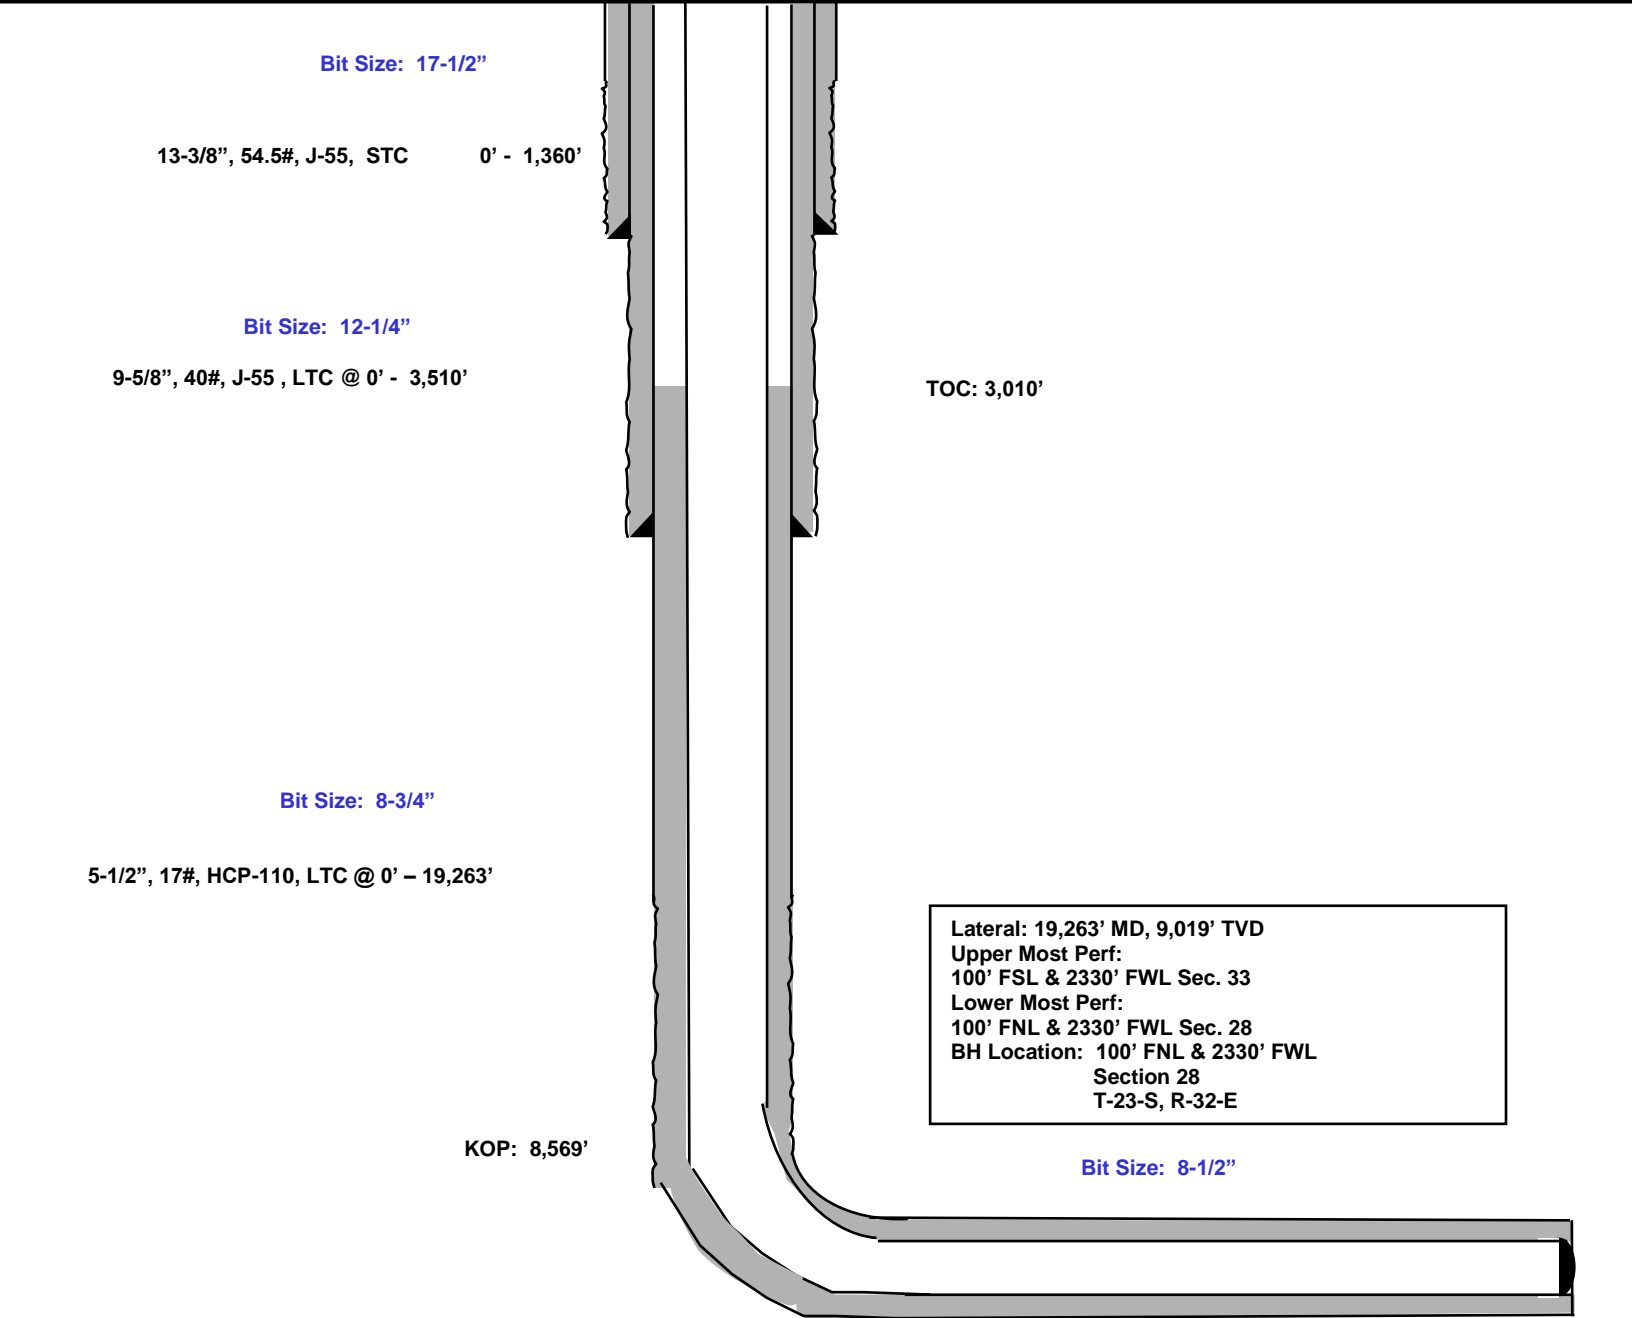 Bit Size:  17-1/2”
13-3/8”, 54.5#, J-55,  STC 0’ -  1,360’
Bit Size:  12-1/4”
9-5/8”, 40#, J-55 , LTC @ 0’ -  3,510’
TOC: 3,010’
Bit Size:  8-3/4”
5-1/2”, 17#, HCP-110, LTC @ 0’ – 19,263’
Lateral: 19,263’ MD, 9,019’ TVD
Upper Most Perf:
100’ FSL & 2330’ FWL Sec. 33
Lower Most Perf:
100’ FNL & 2330’ FWL Sec. 28
BH Location:  100’ FNL & 2330’ FWL
Section 28
T-23-S, R-32-E
KOP:  8,569’
Bit Size:  8-1/2”